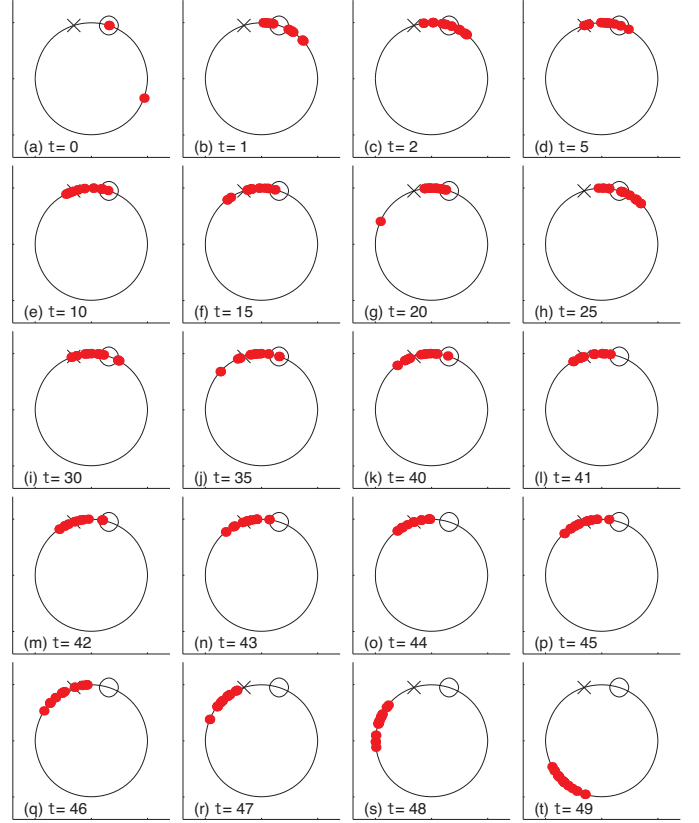 (a) t= 0
(b) t= 1
(c) t= 2
(d) t= 5
(e) t= 10
(f) t= 15
(g) t= 20
(h) t= 25
(i) t= 30
(j) t= 35
(k) t= 40
(l) t= 41
(m) t= 42
(n) t= 43
(o) t= 44
(p) t= 45
(q) t= 46
(r) t= 47
(s) t= 48
(t) t= 49